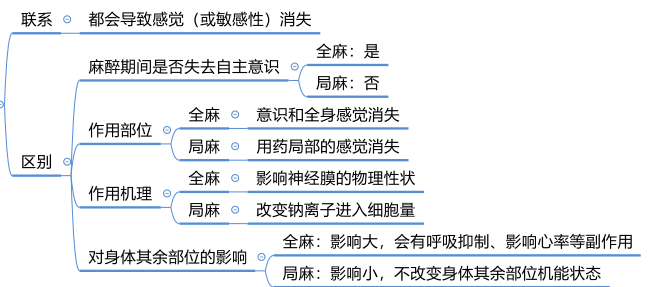 联系
都会导致感觉（或敏感性）消失
区别
麻醉期间是否失去自主意识
全麻：是
局麻：否
作用部位
全麻
意识和全身感觉消失
局麻
用药局部的感觉消失
作用机理
全麻
影响神经膜的物理性状
局麻
改变钠离子进入细胞量
对身体其余部位的影响
全麻：影响大，会有呼吸抑制、影响心率等副作用
局麻：影响小，不改变身体其余部位机能状态